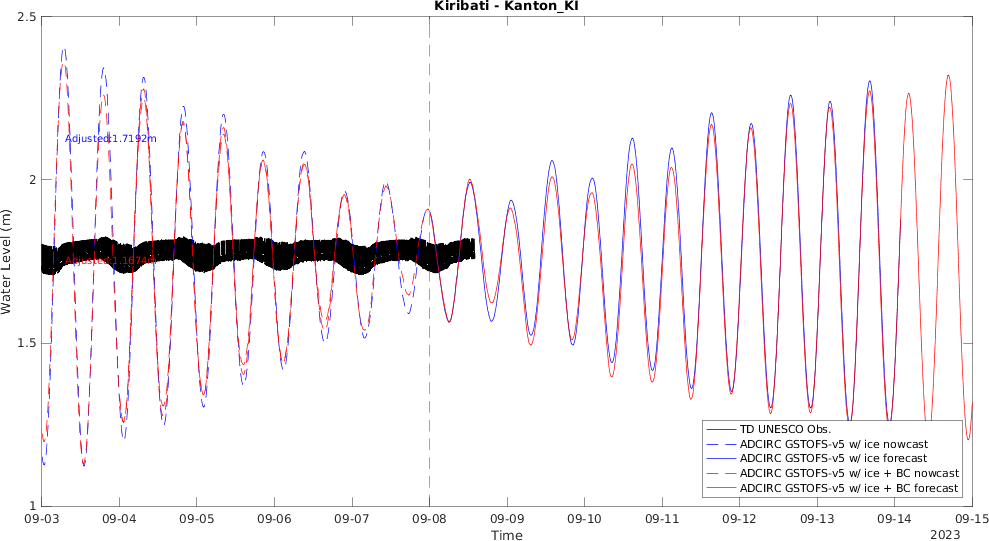 Kiribati - Kanton_KI
2.5
2
1.5
1
Water Level (m)
Adjusted:1.7192m
Adjusted:1.1674m
TD UNESCO Obs.
ADCIRC GSTOFS-v5 w/ ice nowcast
ADCIRC GSTOFS-v5 w/ ice forecast
ADCIRC GSTOFS-v5 w/ ice + BC nowcast
ADCIRC GSTOFS-v5 w/ ice + BC forecast
09-03 09-04 09-05 09-06 09-07 09-08 09-09 09-10 09-11 09-12 09-13 09-14 09-15
Time
2023